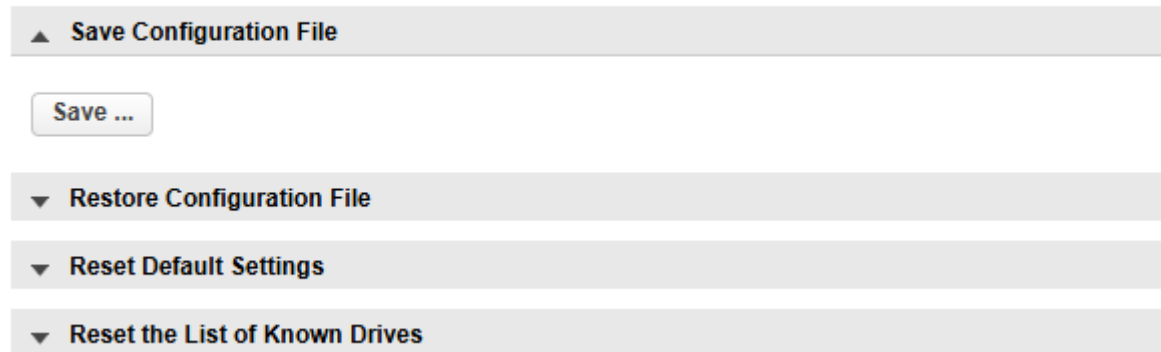 Save Configuration File
Save ...
Restore Configuration File
Reset Default Settings
Reset the List of Known Drives